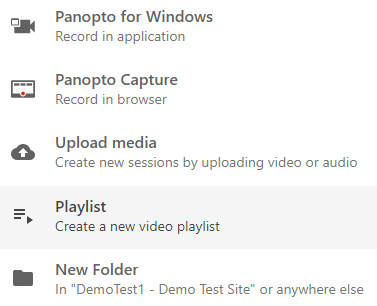 Panopto for Windows
Record in application
Panopto Capture
Record in browser
Upload media
Create new sessions by uploading video or audio
Playlist
Create a new video playlist
New Folder
In "DemoTest1 - Demo Test Site" or anywhere else